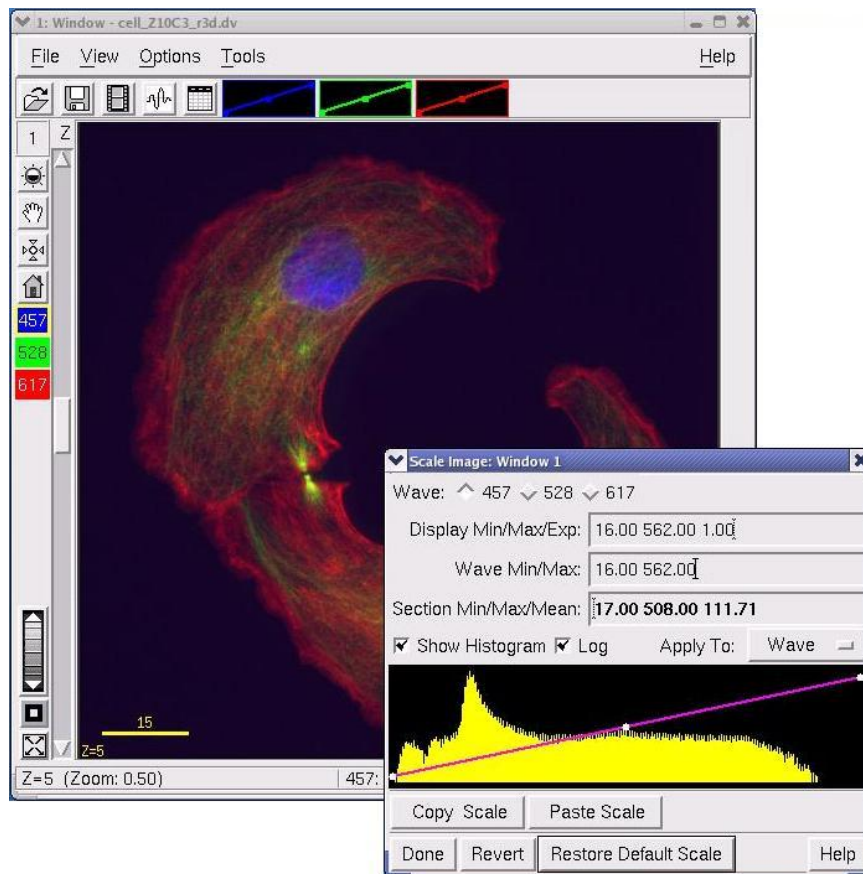 1: Window - cell_Z10C3_r3d.dv
File View Options Tools Help
1 Z
457
528
617
15
Z=5
Z=5 (Zoom: 0.50) 457:
Scale Image: Window 1
Wave: 457 528 617
Display Min/Max/Exp: 16.00 562.00 1.00
Wave Min/Max: 16.00 562.00
Section Min/Max/Mean: 17.00 508.00 111.71
Show Histogram Log Apply To: Wave
Copy Scale Paste Scale
Done Revert Restore Default Scale Help